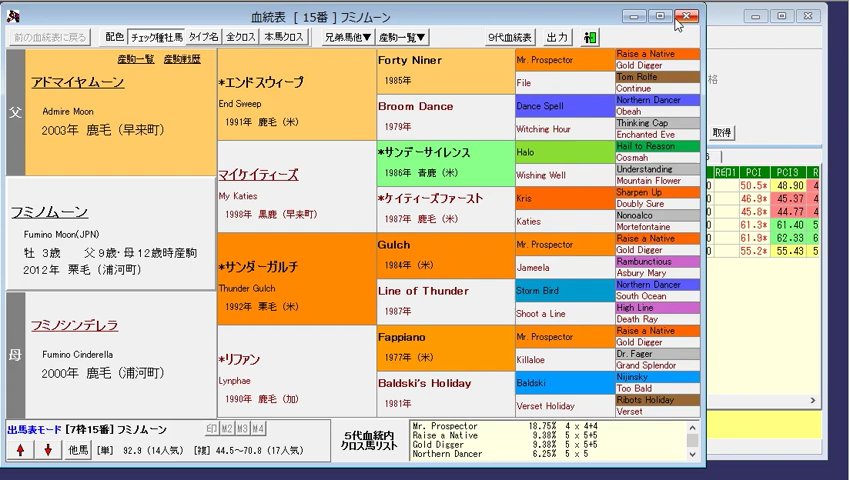 血統表 [ 15番 ] フミノムーン
前の血統表に戻る
配色
チェック種牡馬
タイプ名
全クロス
本馬クロス
兄弟馬他▼
産駒一覧▼
９代血統表
出力
父
産駒一覧 産駒戦歴
アドマイヤムーン
Admire Moon
2003年 鹿毛（早来町）
フミノムーン
Fumino Moon(JPN)
牡 3歳 父９歳・母１２歳時産駒
2012年 栗毛（浦河町）
母
フミノシンデレラ
Fumino Cinderella
2000年 鹿毛（浦河町）
*エンドスウィープ
End Sweep
1991年 鹿毛（米）
マイケイティーズ
My Katies
1998年 黒鹿（早来町）
*サンダーガルチ
Thunder Gulch
1992年 栗毛（米）
*リファン
Lynphae
1990年 鹿毛（加）
Forty Niner
1985年
Broom Dance
1979年
*サンデーサイレンス
1986年 青鹿（米）
*ケイティーズファースト
1987年 鹿毛（米）
Gulch
1984年（米）
Line of Thunder
1987年
Fappiano
1977年（米）
Baldski's Holiday
1981年
Mr. Prospector
File
Dance Spell
Witching Hour
Halo
Wishing Well
Kris
Katies
Mr. Prospector
Jameela
Storm Bird
Shoot a Line
Mr. Prospector
Killaloe
Baldski
Verset Holiday
Raise a Native
Gold Digger
Tom Rolfe
Continue
Northern Dancer
Obeah
Thinking Cap
Enchanted Eve
Hail to Reason
Cosmah
Understanding
Mountain Flower
Sharpen Up
Doubly Sure
Nonoalco
Mortefontaine
Raise a Native
Gold Digger
Rambunctious
Asbury Mary
Northern Dancer
South Ocean
High Line
Death Ray
Raise a Native
Gold Digger
Dr. Fager
Grand Splendor
Nijinsky
Too Bald
Ribots Holiday
Verset
出馬表モード [7枠15番] フミノムーン
印 M2 M3 M4
他馬
[単] 92.9 (14人気) [複] 44.5～70.8 (17人気)
５代血統内
クロス馬リスト
Mr. Prospector 18.75% 4 x 4+4
Raise a Native 9.38% 5 x 5+5
Gold Digger 9.38% 5 x 5+5
Northern Dancer 6.25% 5 x 5
格
取得
PCI PCI3 R
50.5* 48.90 4
46.9* 45.37 4
45.8* 44.77 4
61.3* 61.40 5
61.9* 62.33 6
55.2* 55.43 5